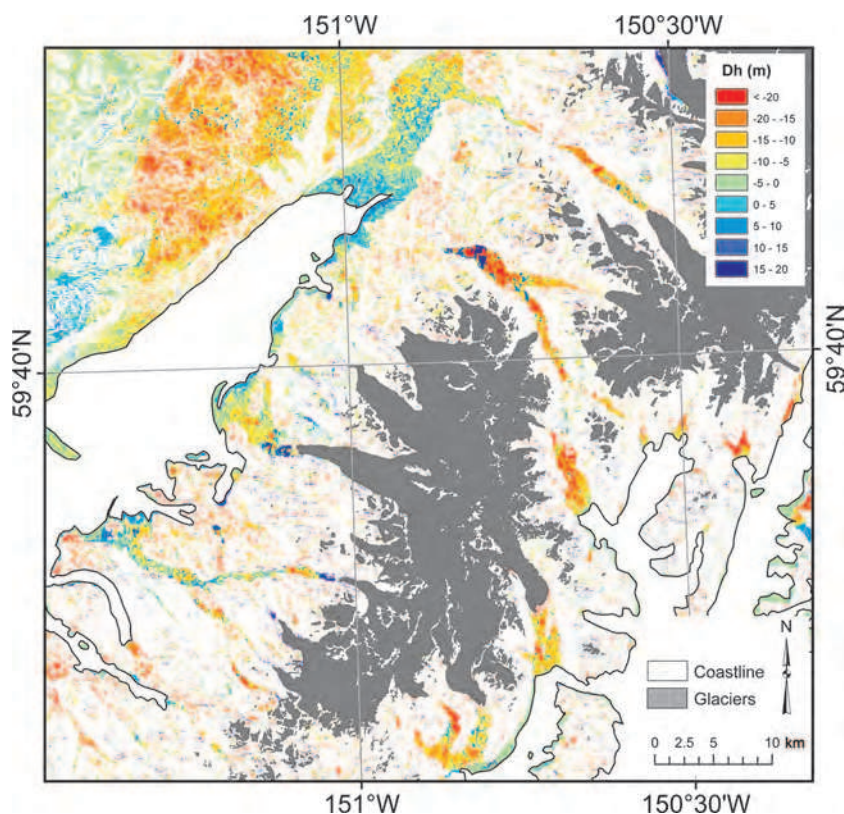 151°W
150°30'W
Dh (m)
< -20
-20 - -15
-15 - -10
-10 - -5
-5 - 0
0 - 5
5 - 10
10 - 15
15 - 20
59°40'N
59°40'N
N
Coastline
Glaciers
0 2.5 5 10 km
151°W
150°30'W